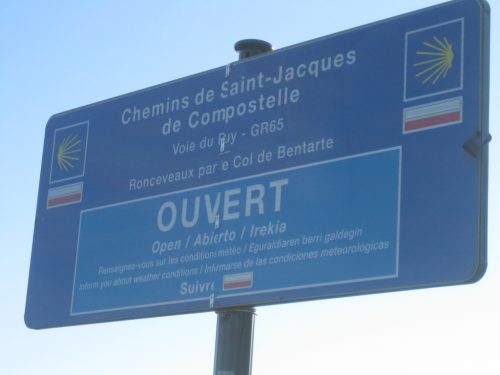 Chemins de Saint-Jacques
de Compostelle
Voie du Puy - GR65
Ronceveaux par le Col de Bentarte
OUVERT
Open / Abierto / Irekia
Renseignez-vous sur les conditions météo / Eguraldiaren berri galdegin
Inform you about weather conditions / Infirmarse de las condiciones meteorológicas
Suivre